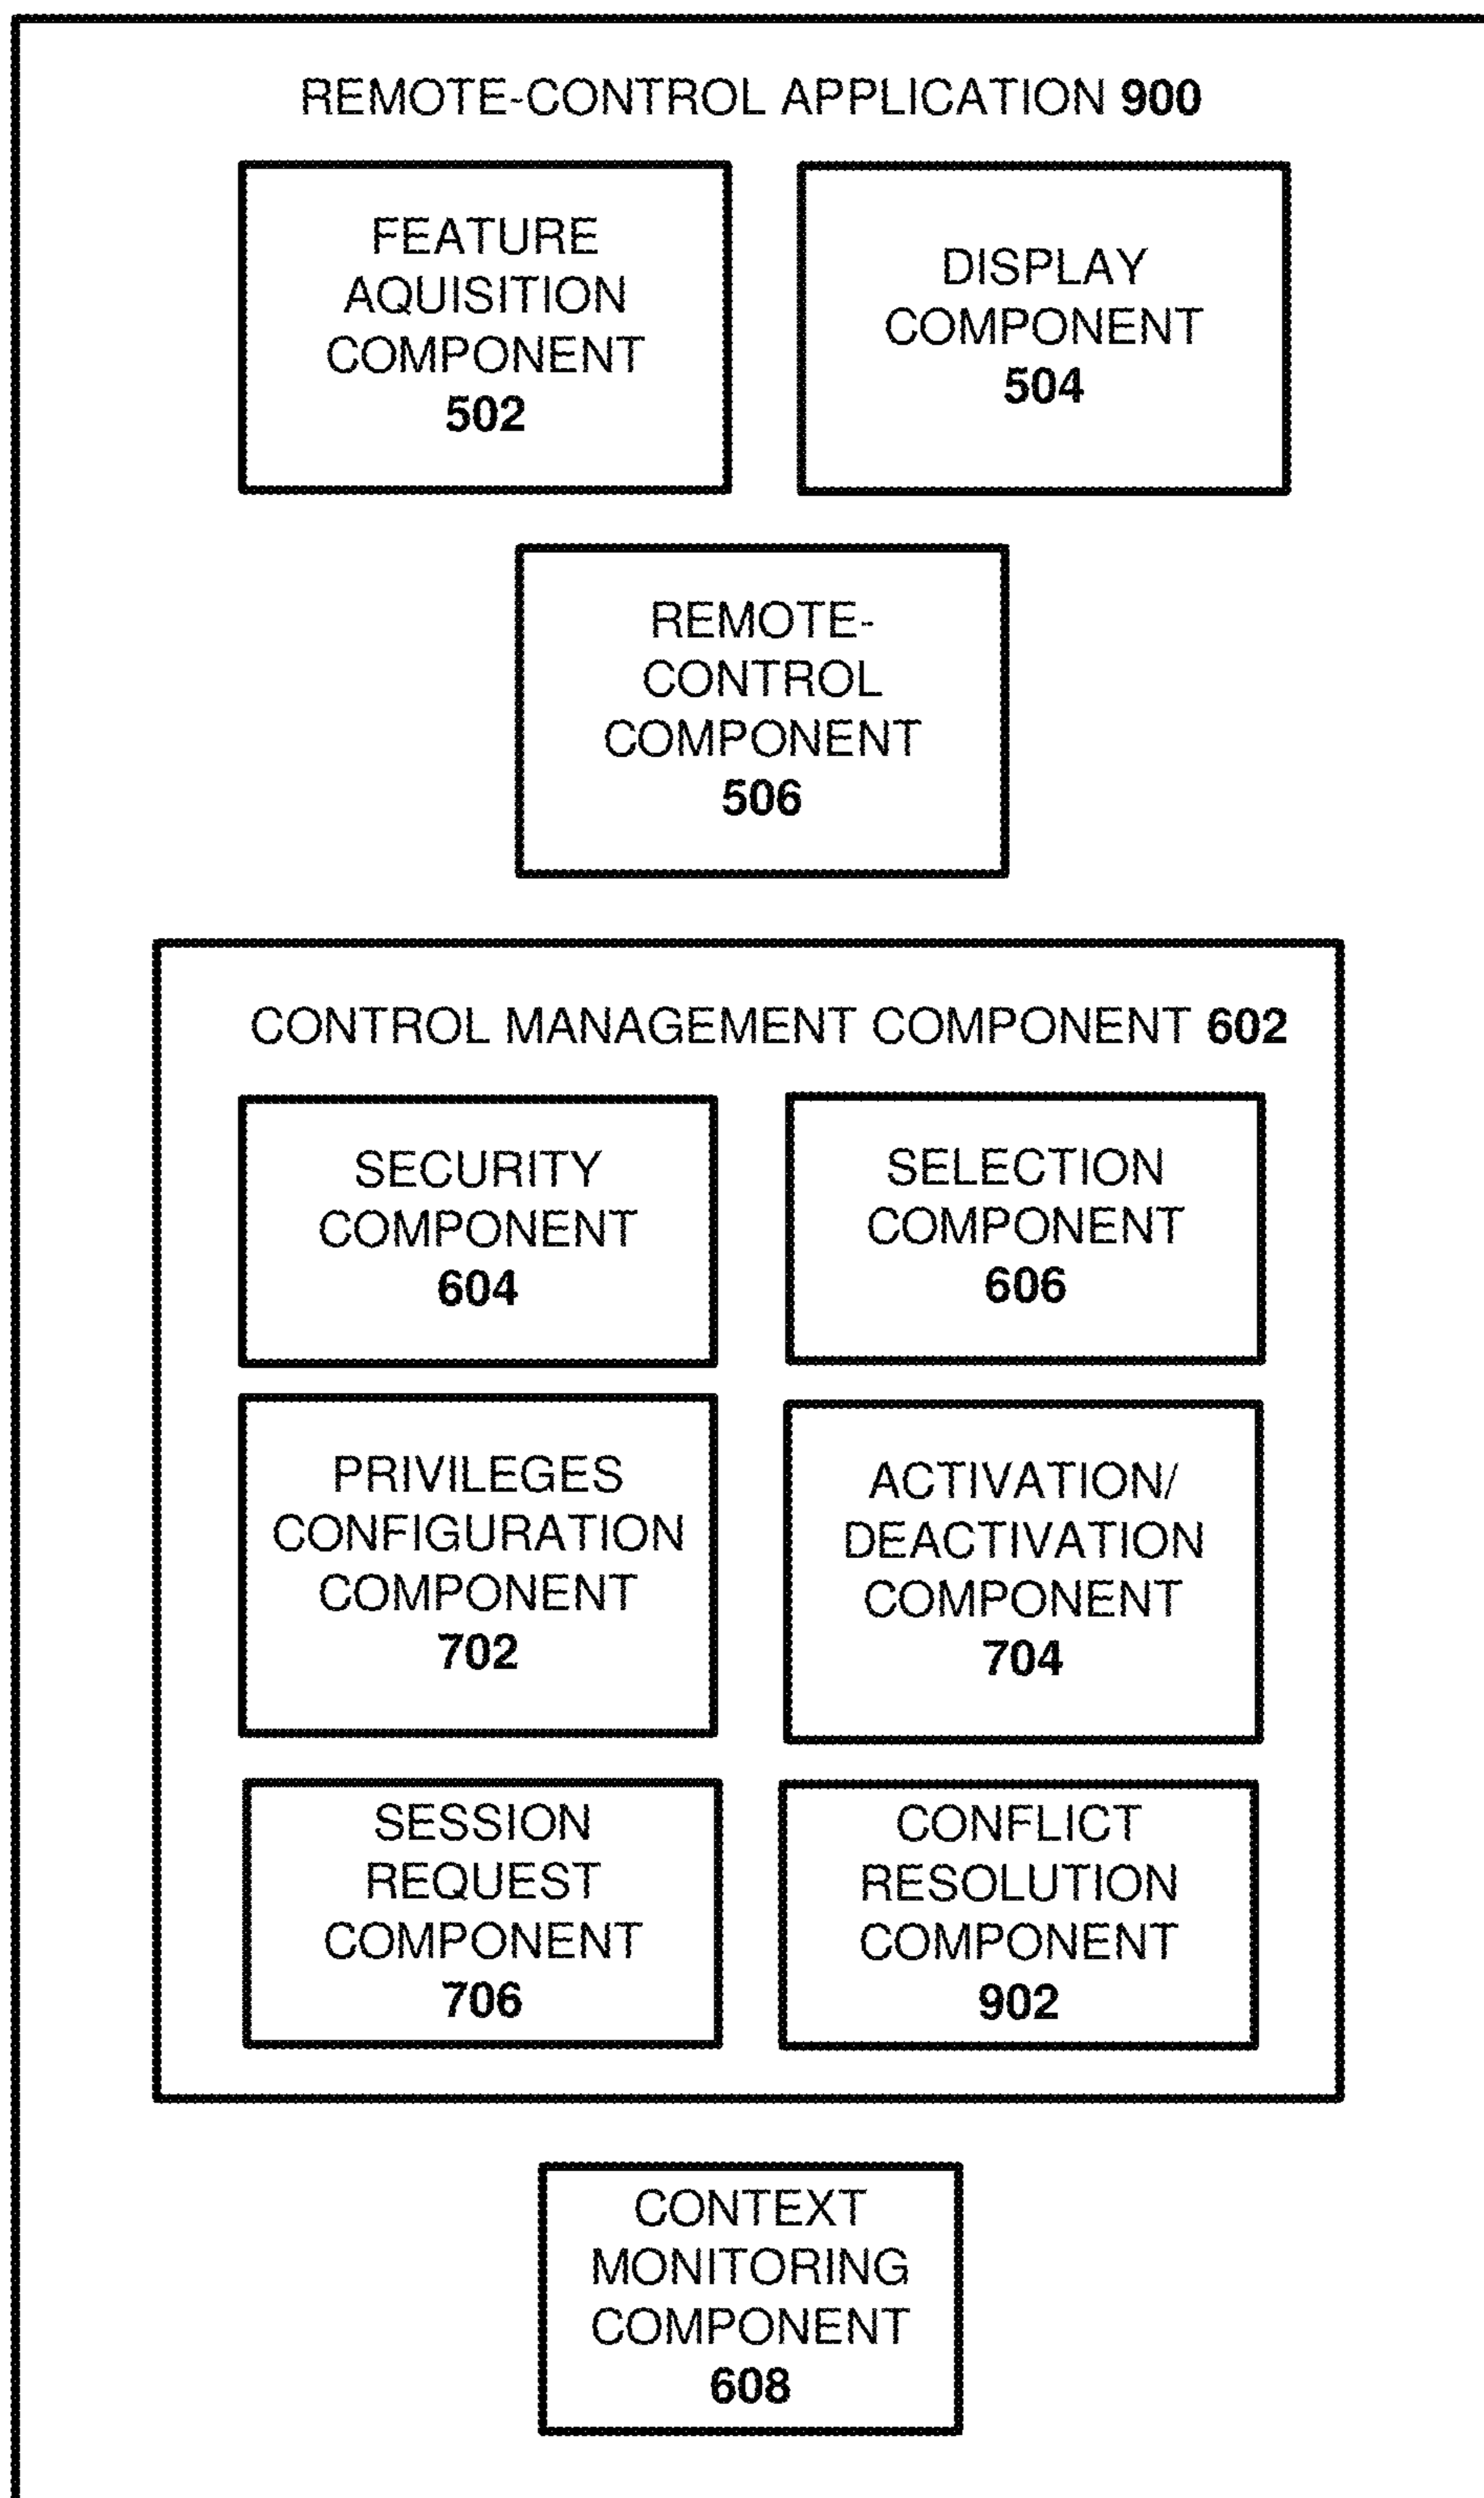 REMOTE-CONTROL APPLICATION 900
FEATURE
AQUISITION
COMPONENT
502
DISPLAY
COMPONENT
504
REMOTE-
CONTROL
COMPONENT
506
CONTROL MANAGEMENT COMPONENT 602
SECURITY
COMPONENT
604
SELECTION
COMPONENT
606
PRIVILEGES
CONFIGURATION
COMPONENT
702
ACTIVATION/
DEACTIVATION
COMPONENT
704
SESSION
REQUEST
COMPONENT
706
CONFLICT
RESOLUTION
COMPONENT
902
CONTEXT
MONITORING
COMPONENT
608